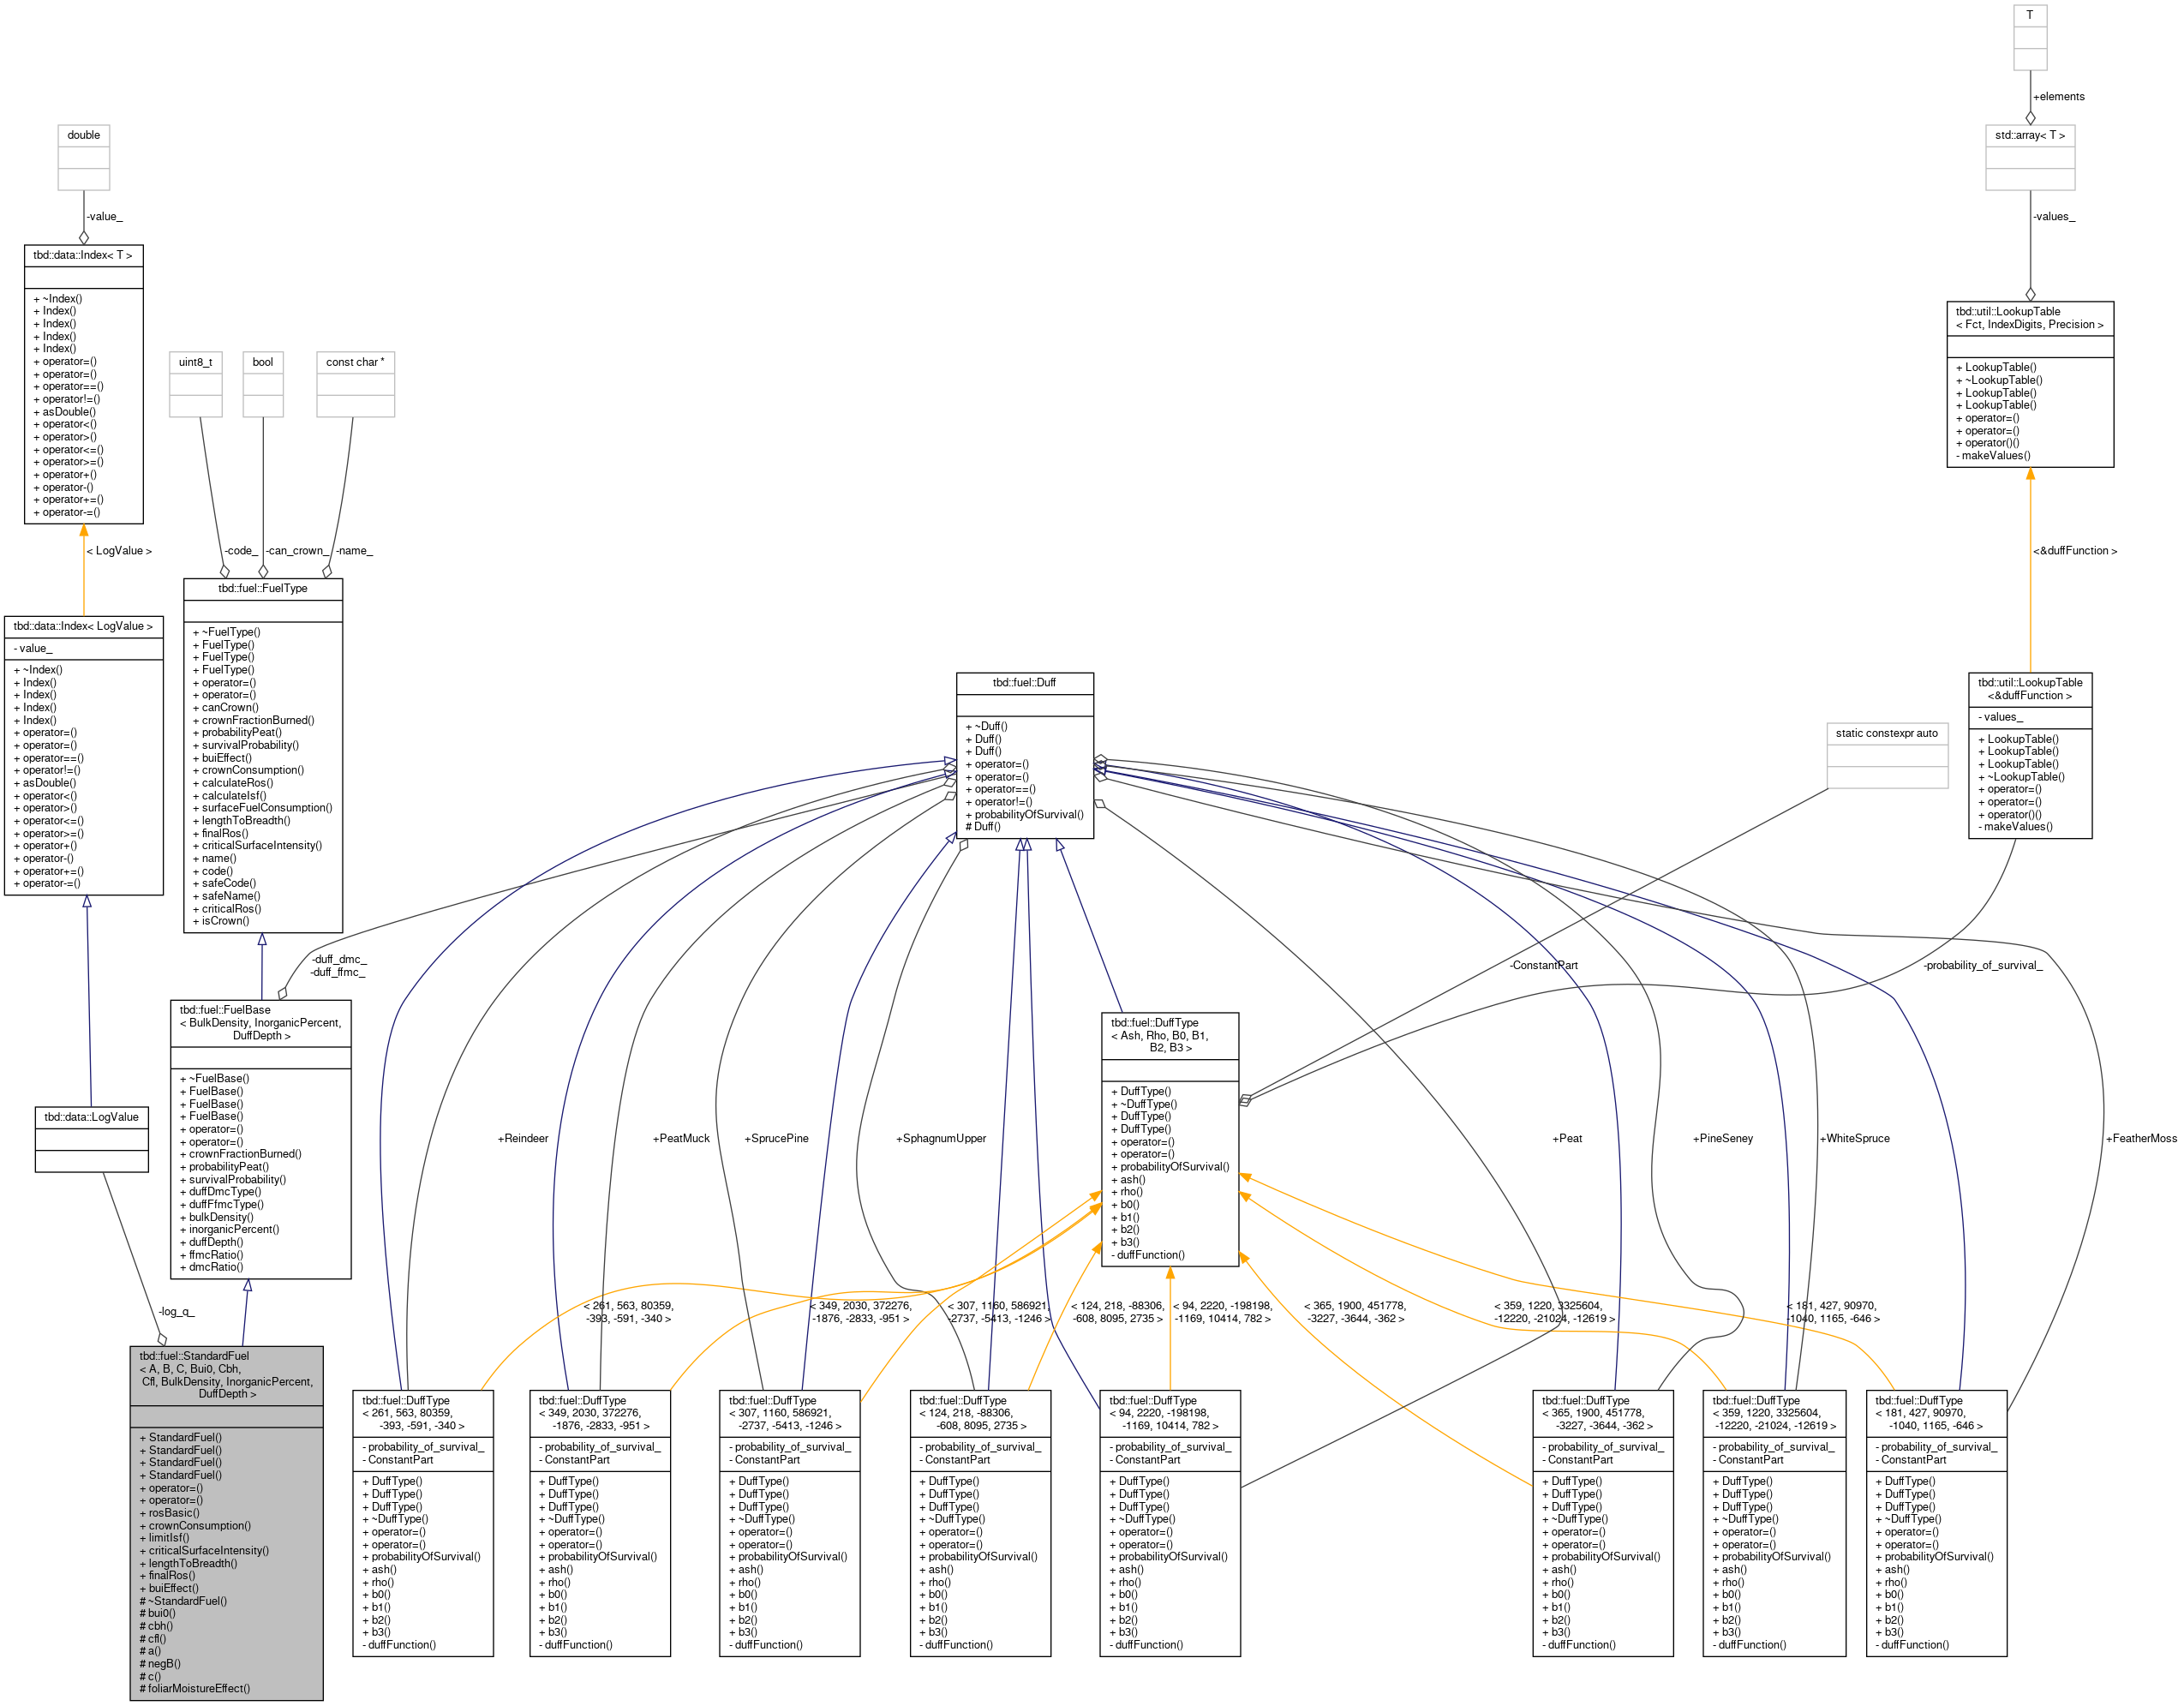 T
+elements
double
std::array< T >
-value_
-values_
tbd::data::Index< T >
+ ~Index()
+ Index()
+ Index()
+ Index()
+ Index()
+ operator=()
+ operator=()
+ operator==()
+ operator!=()
+ asDouble()
+ operator<()
+ operator>()
+ operator<=()
+ operator>=()
+ operator+()
+ operator-()
+ operator+=()
+ operator-=()
tbd::util::LookupTable
< Fct, IndexDigits, Precision >
+ LookupTable()
+ ~LookupTable()
+ LookupTable()
+ LookupTable()
+ operator=()
+ operator=()
+ operator()()
- makeValues()
uint8_t
bool
const char *
< LogValue >
-code_
-can_crown_
-name_
<&duffFunction >
tbd::data::Index< LogValue >
- value_
+ ~Index()
+ Index()
+ Index()
+ Index()
+ Index()
+ operator=()
+ operator=()
+ operator==()
+ operator!=()
+ asDouble()
+ operator<()
+ operator>()
+ operator<=()
+ operator>=()
+ operator+()
+ operator-()
+ operator+=()
+ operator-=()
tbd::fuel::FuelType
+ ~FuelType()
+ FuelType()
+ FuelType()
+ FuelType()
+ operator=()
+ operator=()
+ canCrown()
+ crownFractionBurned()
+ probabilityPeat()
+ survivalProbability()
+ buiEffect()
+ crownConsumption()
+ calculateRos()
+ calculateIsf()
+ surfaceFuelConsumption()
+ lengthToBreadth()
+ finalRos()
+ criticalSurfaceIntensity()
+ name()
+ code()
+ safeCode()
+ safeName()
+ criticalRos()
+ isCrown()
tbd::fuel::Duff
+ ~Duff()
+ Duff()
+ Duff()
+ operator=()
+ operator=()
+ operator==()
+ operator!=()
+ probabilityOfSurvival()
# Duff()
static constexpr auto
tbd::util::LookupTable
<&duffFunction >
- values_
+ LookupTable()
+ LookupTable()
+ LookupTable()
+ ~LookupTable()
+ operator=()
+ operator=()
+ operator()()
- makeValues()
-duff_dmc_
-duff_ffmc_
-ConstantPart
-probability_of_survival_
tbd::fuel::FuelBase
< BulkDensity, InorganicPercent,
DuffDepth >
+ ~FuelBase()
+ FuelBase()
+ FuelBase()
+ FuelBase()
+ operator=()
+ operator=()
+ crownFractionBurned()
+ probabilityPeat()
+ survivalProbability()
+ duffDmcType()
+ duffFfmcType()
+ bulkDensity()
+ inorganicPercent()
+ duffDepth()
+ ffmcRatio()
+ dmcRatio()
tbd::fuel::DuffType
< Ash, Rho, B0, B1,
B2, B3 >
+ DuffType()
+ ~DuffType()
+ DuffType()
+ DuffType()
+ operator=()
+ operator=()
+ probabilityOfSurvival()
+ ash()
+ rho()
+ b0()
+ b1()
+ b2()
+ b3()
- duffFunction()
tbd::data::LogValue
+Reindeer
+PeatMuck
+SprucePine
+SphagnumUpper
+Peat
+PineSeney
+WhiteSpruce
+FeatherMoss
-log_q_
< 261, 563, 80359,
-393, -591, -340 >
< 349, 2030, 372276,
-1876, -2833, -951 >
< 307, 1160, 586921,
-2737, -5413, -1246 >
< 124, 218, -88306,
-608, 8095, 2735 >
< 94, 2220, -198198,
-1169, 10414, 782 >
< 365, 1900, 451778,
-3227, -3644, -362 >
< 359, 1220, 3325604,
-12220, -21024, -12619 >
< 181, 427, 90970,
-1040, 1165, -646 >
tbd::fuel::StandardFuel
< A, B, C, Bui0, Cbh,
Cfl, BulkDensity, InorganicPercent,
DuffDepth >
+ StandardFuel()
+ StandardFuel()
+ StandardFuel()
+ StandardFuel()
+ operator=()
+ operator=()
+ rosBasic()
+ crownConsumption()
+ limitIsf()
+ criticalSurfaceIntensity()
+ lengthToBreadth()
+ finalRos()
+ buiEffect()
# ~StandardFuel()
# bui0()
# cbh()
# cfl()
# a()
# negB()
# c()
# foliarMoistureEffect()
tbd::fuel::DuffType
< 261, 563, 80359,
-393, -591, -340 >
- probability_of_survival_
- ConstantPart
+ DuffType()
+ DuffType()
+ DuffType()
+ ~DuffType()
+ operator=()
+ operator=()
+ probabilityOfSurvival()
+ ash()
+ rho()
+ b0()
+ b1()
+ b2()
+ b3()
- duffFunction()
tbd::fuel::DuffType
< 349, 2030, 372276,
-1876, -2833, -951 >
- probability_of_survival_
- ConstantPart
+ DuffType()
+ DuffType()
+ DuffType()
+ ~DuffType()
+ operator=()
+ operator=()
+ probabilityOfSurvival()
+ ash()
+ rho()
+ b0()
+ b1()
+ b2()
+ b3()
- duffFunction()
tbd::fuel::DuffType
< 307, 1160, 586921,
-2737, -5413, -1246 >
- probability_of_survival_
- ConstantPart
+ DuffType()
+ DuffType()
+ DuffType()
+ ~DuffType()
+ operator=()
+ operator=()
+ probabilityOfSurvival()
+ ash()
+ rho()
+ b0()
+ b1()
+ b2()
+ b3()
- duffFunction()
tbd::fuel::DuffType
< 124, 218, -88306,
-608, 8095, 2735 >
- probability_of_survival_
- ConstantPart
+ DuffType()
+ DuffType()
+ DuffType()
+ ~DuffType()
+ operator=()
+ operator=()
+ probabilityOfSurvival()
+ ash()
+ rho()
+ b0()
+ b1()
+ b2()
+ b3()
- duffFunction()
tbd::fuel::DuffType
< 94, 2220, -198198,
-1169, 10414, 782 >
- probability_of_survival_
- ConstantPart
+ DuffType()
+ DuffType()
+ DuffType()
+ ~DuffType()
+ operator=()
+ operator=()
+ probabilityOfSurvival()
+ ash()
+ rho()
+ b0()
+ b1()
+ b2()
+ b3()
- duffFunction()
tbd::fuel::DuffType
< 365, 1900, 451778,
-3227, -3644, -362 >
- probability_of_survival_
- ConstantPart
+ DuffType()
+ DuffType()
+ DuffType()
+ ~DuffType()
+ operator=()
+ operator=()
+ probabilityOfSurvival()
+ ash()
+ rho()
+ b0()
+ b1()
+ b2()
+ b3()
- duffFunction()
tbd::fuel::DuffType
< 359, 1220, 3325604,
-12220, -21024, -12619 >
- probability_of_survival_
- ConstantPart
+ DuffType()
+ DuffType()
+ DuffType()
+ ~DuffType()
+ operator=()
+ operator=()
+ probabilityOfSurvival()
+ ash()
+ rho()
+ b0()
+ b1()
+ b2()
+ b3()
- duffFunction()
tbd::fuel::DuffType
< 181, 427, 90970,
-1040, 1165, -646 >
- probability_of_survival_
- ConstantPart
+ DuffType()
+ DuffType()
+ DuffType()
+ ~DuffType()
+ operator=()
+ operator=()
+ probabilityOfSurvival()
+ ash()
+ rho()
+ b0()
+ b1()
+ b2()
+ b3()
- duffFunction()